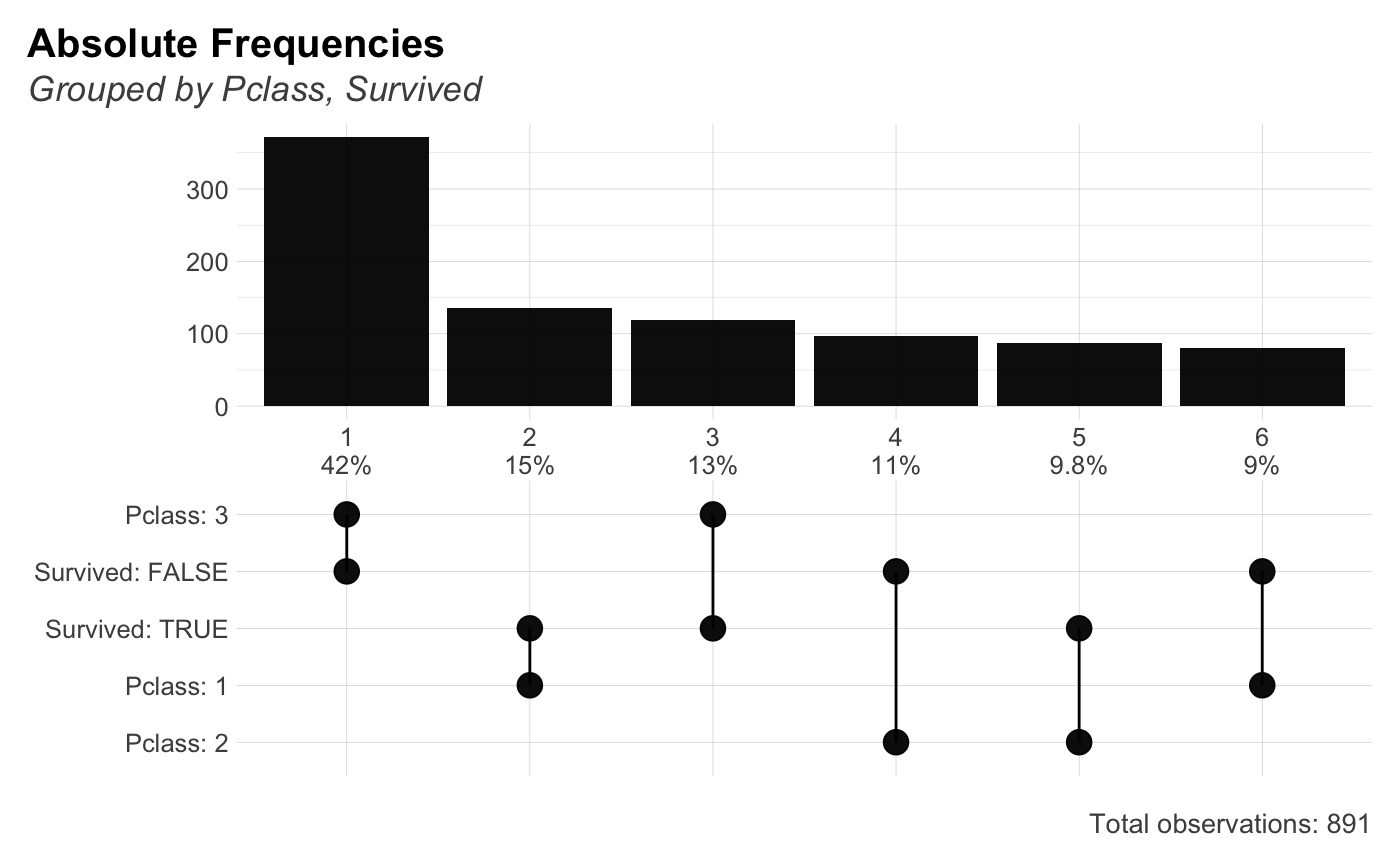 Absolute Frequencies
Grouped by Pclass, Survived
300
200
100
0
1 2 3 4 5 6
42% 15% 13% 11% 9.8% 9%
Pclass: 3
Survived: FALSE
Survived: TRUE
Pclass: 1
Pclass: 2
Total observations: 891